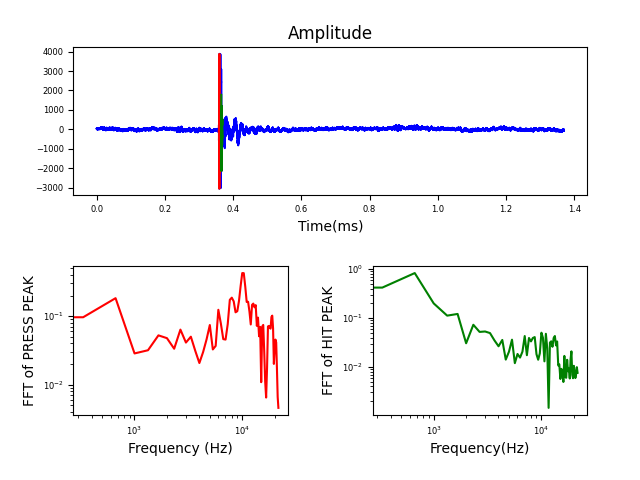 Amplitude
4000
3000
2000
1000
0
−1000
−2000
−3000
0.0 0.2 0.4 0.6 0.8 1.0 1.2 1.4
Time(ms)
FFT of PRESS PEAK
10⁻¹
10⁻²
10³ 10⁴
Frequency (Hz)
FFT of HIT PEAK
10⁰
10⁻¹
10⁻²
10³ 10⁴
Frequency(Hz)